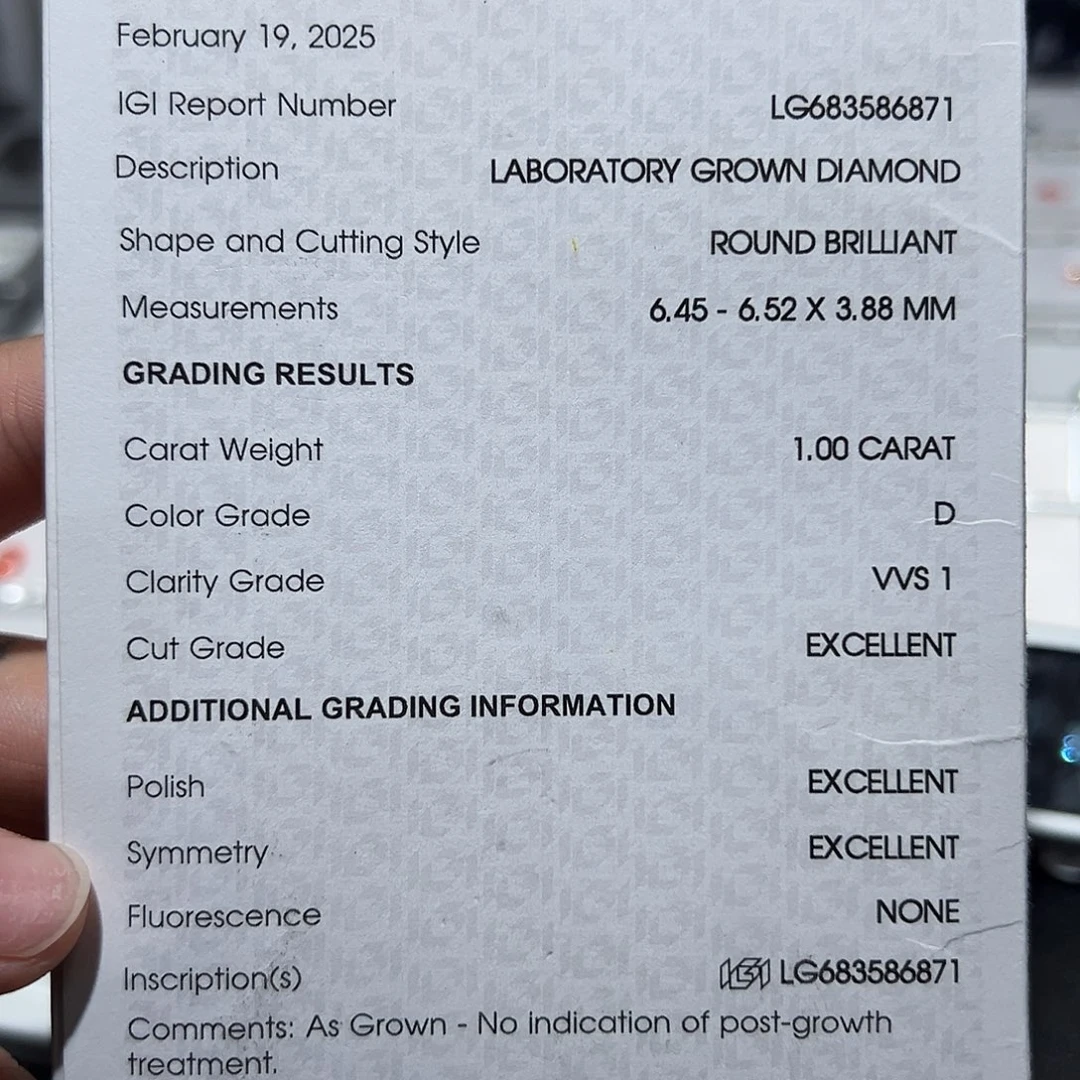 February 19, 2025
IGI Report Number LG683586871
Description LABORATORY GROWN DIAMOND
Shape and Cutting Style ROUND BRILLIANT
Measurements 6.45 - 6.52 X 3.88 MM
GRADING RESULTS
Carat Weight 1.00 CARAT
Color Grade D
Clarity Grade VVS 1
Cut Grade EXCELLENT
ADDITIONAL GRADING INFORMATION
Polish EXCELLENT
Symmetry EXCELLENT
Fluorescence NONE
Inscription(s) IGI LG683586871
Comments: As Grown - No indication of post-growth
treatment.